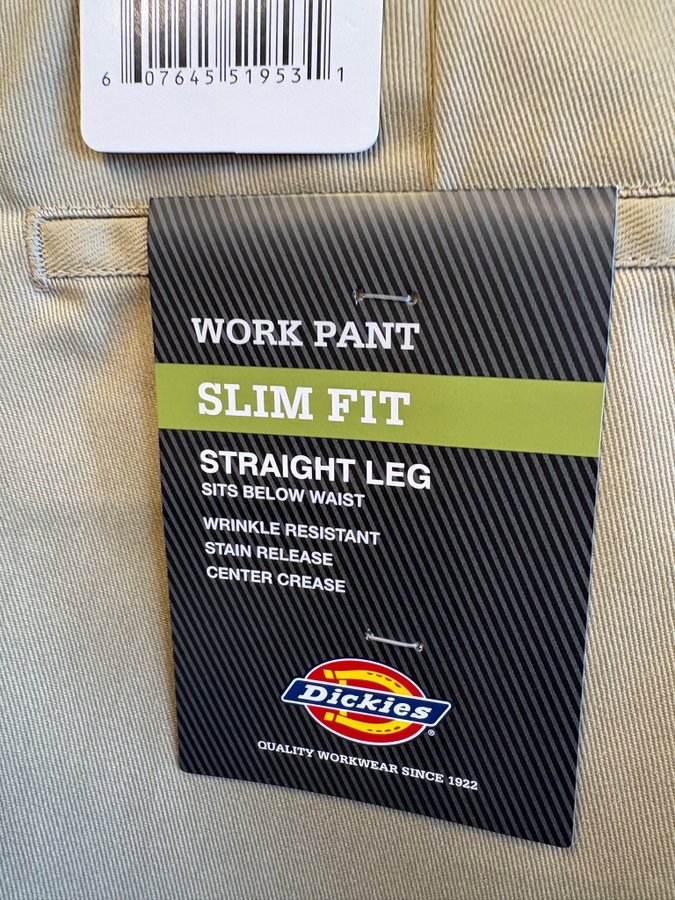 6 07645 51953 1
WORK PANT
SLIM FIT
STRAIGHT LEG
SITS BELOW WAIST
WRINKLE RESISTANT
STAIN RELEASE
CENTER CREASE
Dickies®
QUALITY WORKWEAR SINCE 1922